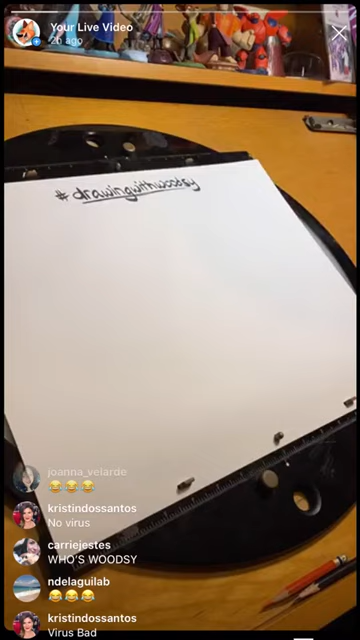 Your Live Video
2h ago
# drawingwithwoodsy
joanna_velarde
😂😂😂
kristindossantos
No virus
carriejestes
WHO'S WOODSY
ndelaguilab
😂😂😂
kristindossantos
Virus Bad